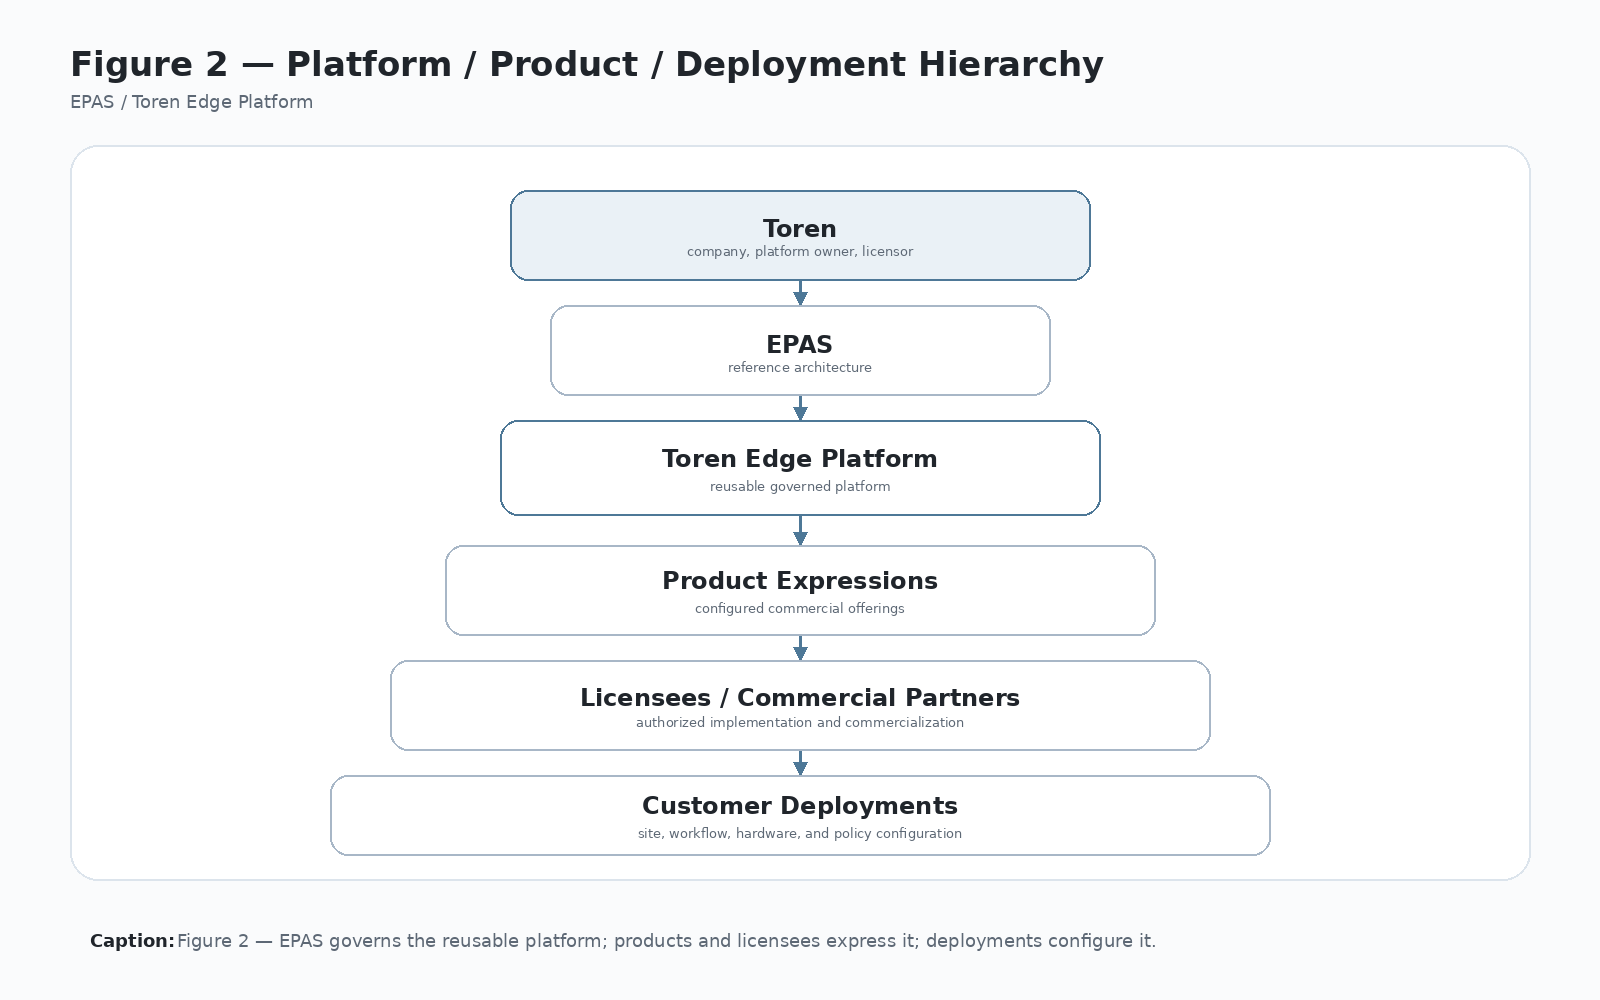 Figure 2 — Platform / Product / Deployment Hierarchy
EPAS / Toren Edge Platform
Toren
company, platform owner, licensor
EPAS
reference architecture
Toren Edge Platform
reusable governed platform
Product Expressions
configured commercial offerings
Licensees / Commercial Partners
authorized implementation and commercialization
Customer Deployments
site, workflow, hardware, and policy configuration
Caption: Figure 2 — EPAS governs the reusable platform; products and licensees express it; deployments configure it.